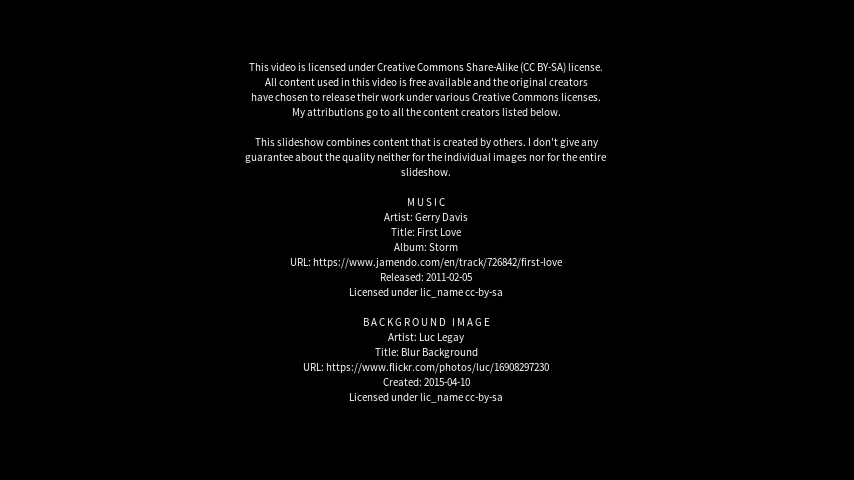 This video is licensed under Creative Commons Share-Alike (CC BY-SA) license.
All content used in this video is free available and the original creators
have chosen to release their work under various Creative Commons licenses.
My attributions go to all the content creators listed below.
This slideshow combines content that is created by others. I don't give any
guarantee about the quality neither for the individual images nor for the entire
slideshow.
MUSIC
Artist: Gerry Davis
Title: First Love
Album: Storm
URL: https://www.jamendo.com/en/track/726842/first-love
Released: 2011-02-05
Licensed under lic_name cc-by-sa
BACKGROUND IMAGE
Artist: Luc Legay
Title: Blur Background
URL: https://www.flickr.com/photos/luc/16908297230
Created: 2015-04-10
Licensed under lic_name cc-by-sa